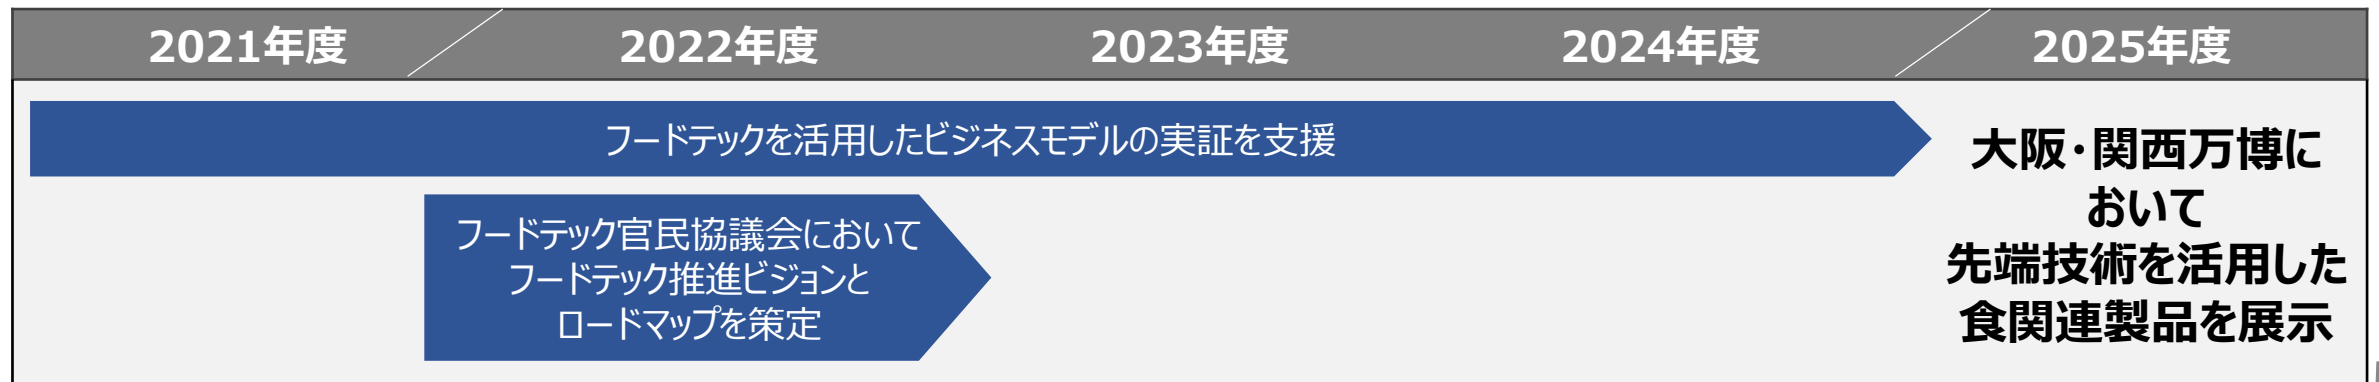 2021年度 2022年度 2023年度 2024年度 2025年度
フードテックを活用したビジネスモデルの実証を支援
フードテック官民協議会において
フードテック推進ビジョンと
ロードマップを策定
大阪・関西万博に
おいて
先端技術を活用した
食関連製品を展示